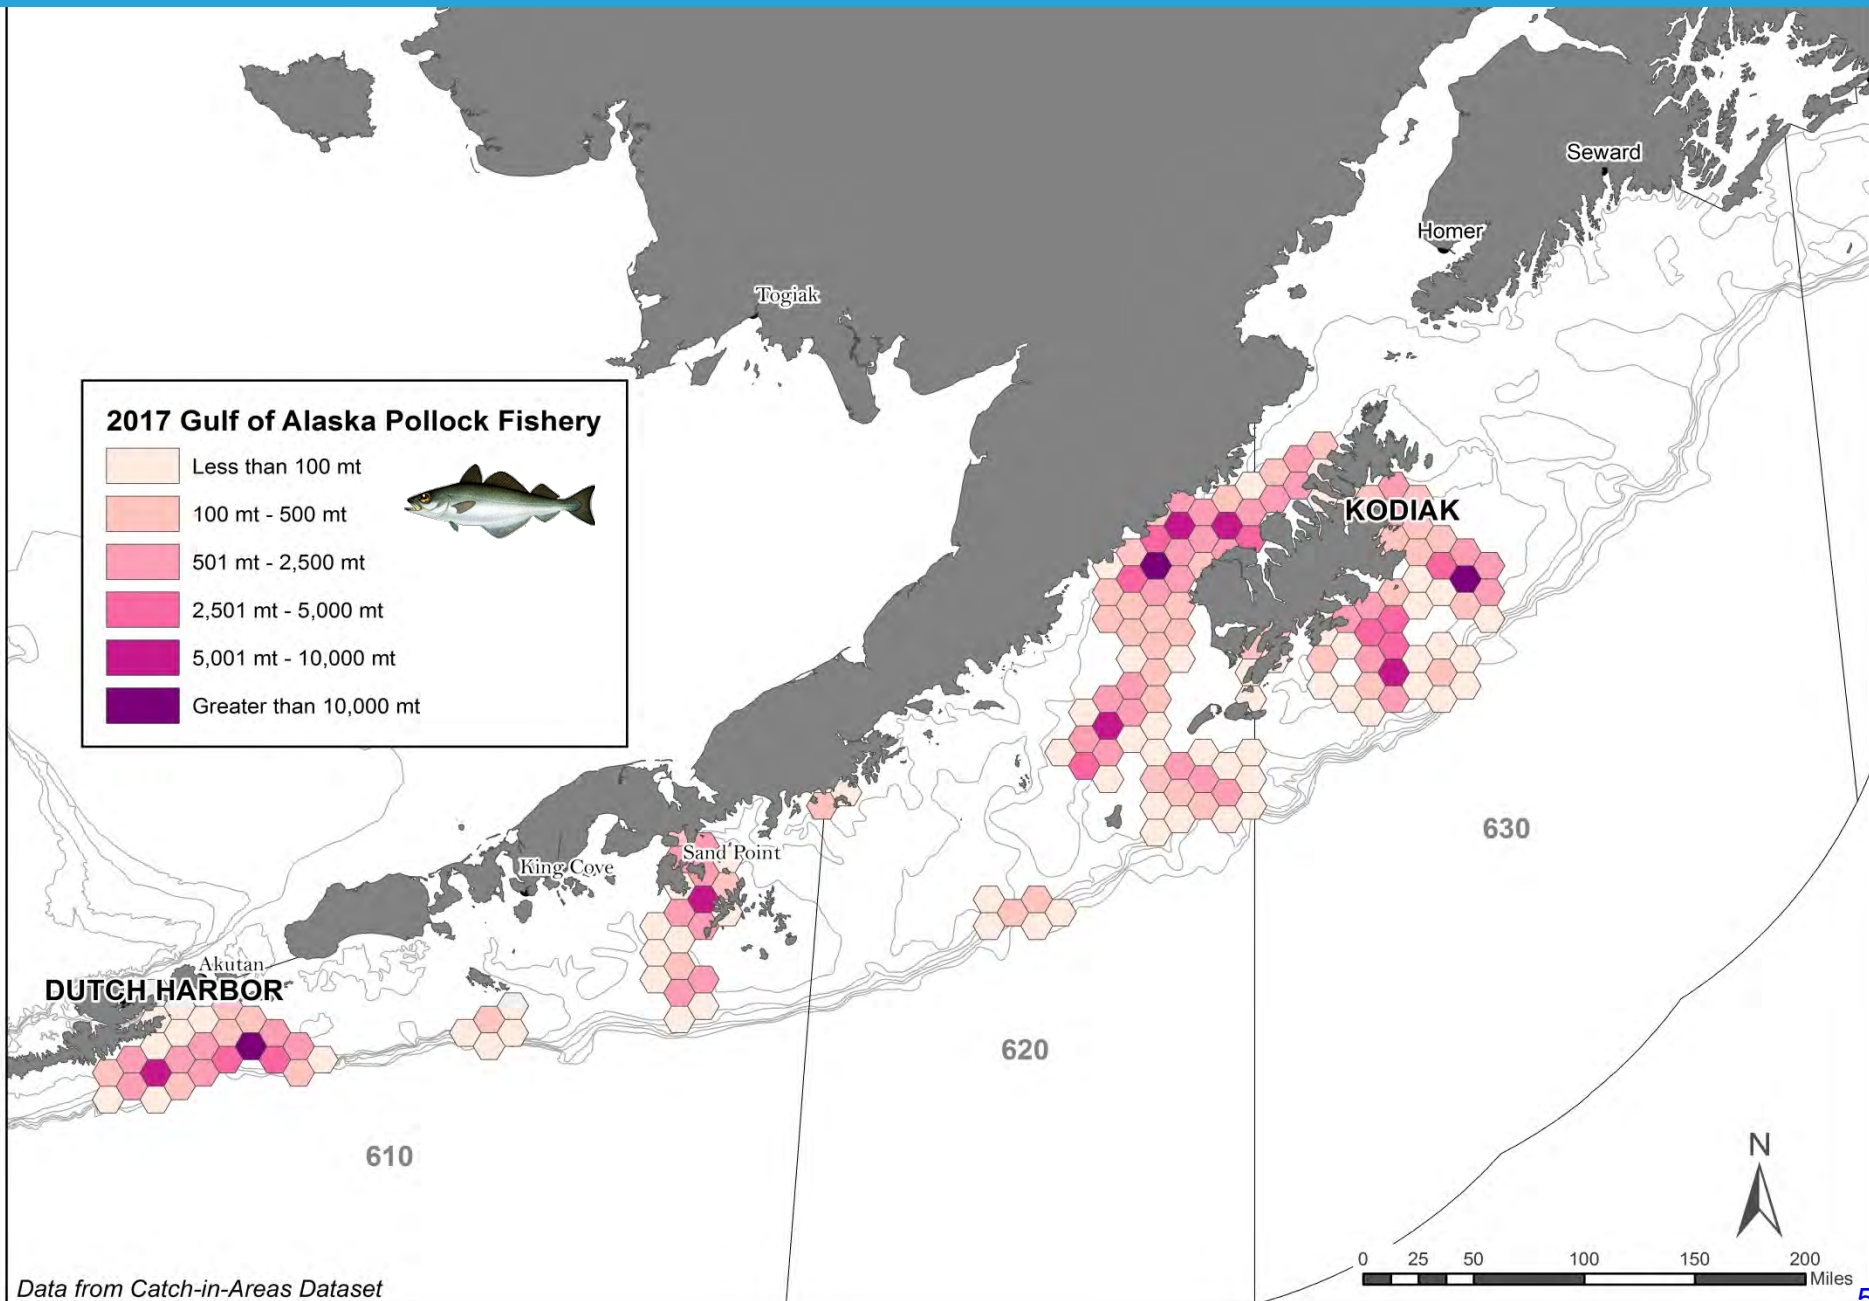 Seward
Homer
Togiak
2017 Gulf of Alaska Pollock Fishery
Less than 100 mt
100 mt - 500 mt
501 mt - 2,500 mt
2,501 mt - 5,000 mt
5,001 mt - 10,000 mt
Greater than 10,000 mt
KODIAK
630
Sand Point
King Cove
Akutan
DUTCH HARBOR
620
610
N
0 25 50 100 150 200
Miles
Data from Catch-in-Areas Dataset
5